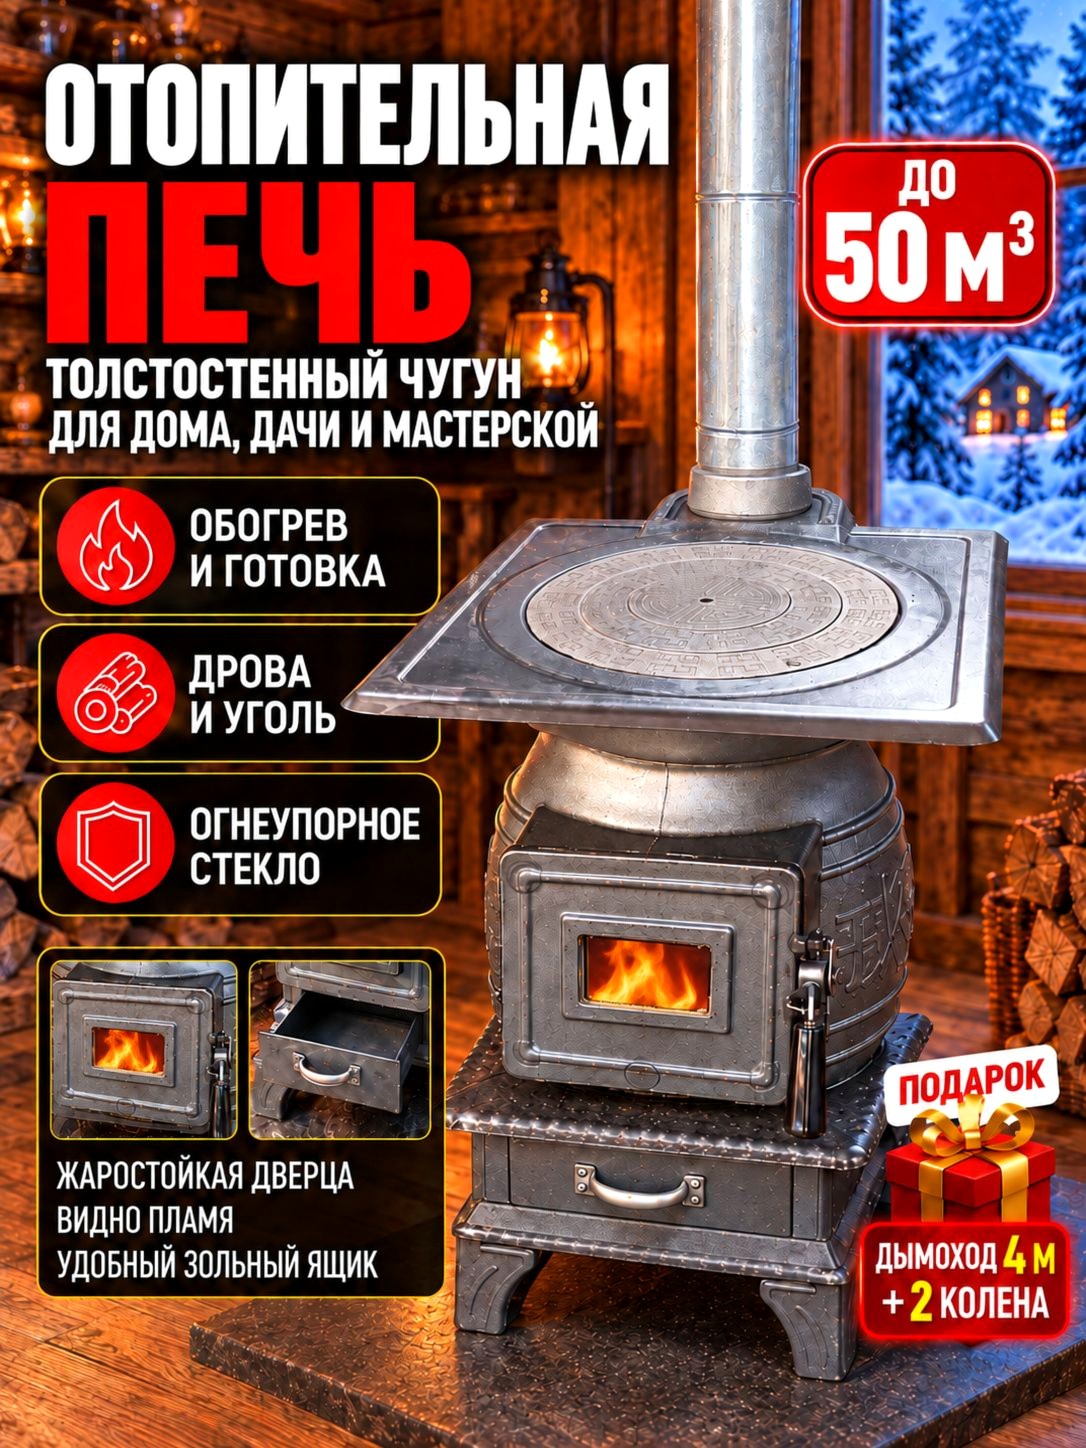 ОТОПИТЕЛЬНАЯ
ПЕЧЬ
ТОЛСТОСТЕННЫЙ ЧУГУН
ДЛЯ ДОМА, ДАЧИ И МАСТЕРСКОЙ
ДО
50 м³
ОБОГРЕВ
И ГОТОВКА
ДРОВА
И УГОЛЬ
ОГНЕУПОРНОЕ
СТЕКЛО
ЖАРОСТОЙКАЯ ДВЕРЦА
ВИДНО ПЛАМЯ
УДОБНЫЙ ЗОЛЬНЫЙ ЯЩИК
ПОДАРОК
ДЫМОХОД 4 М
+ 2 КОЛЕНА